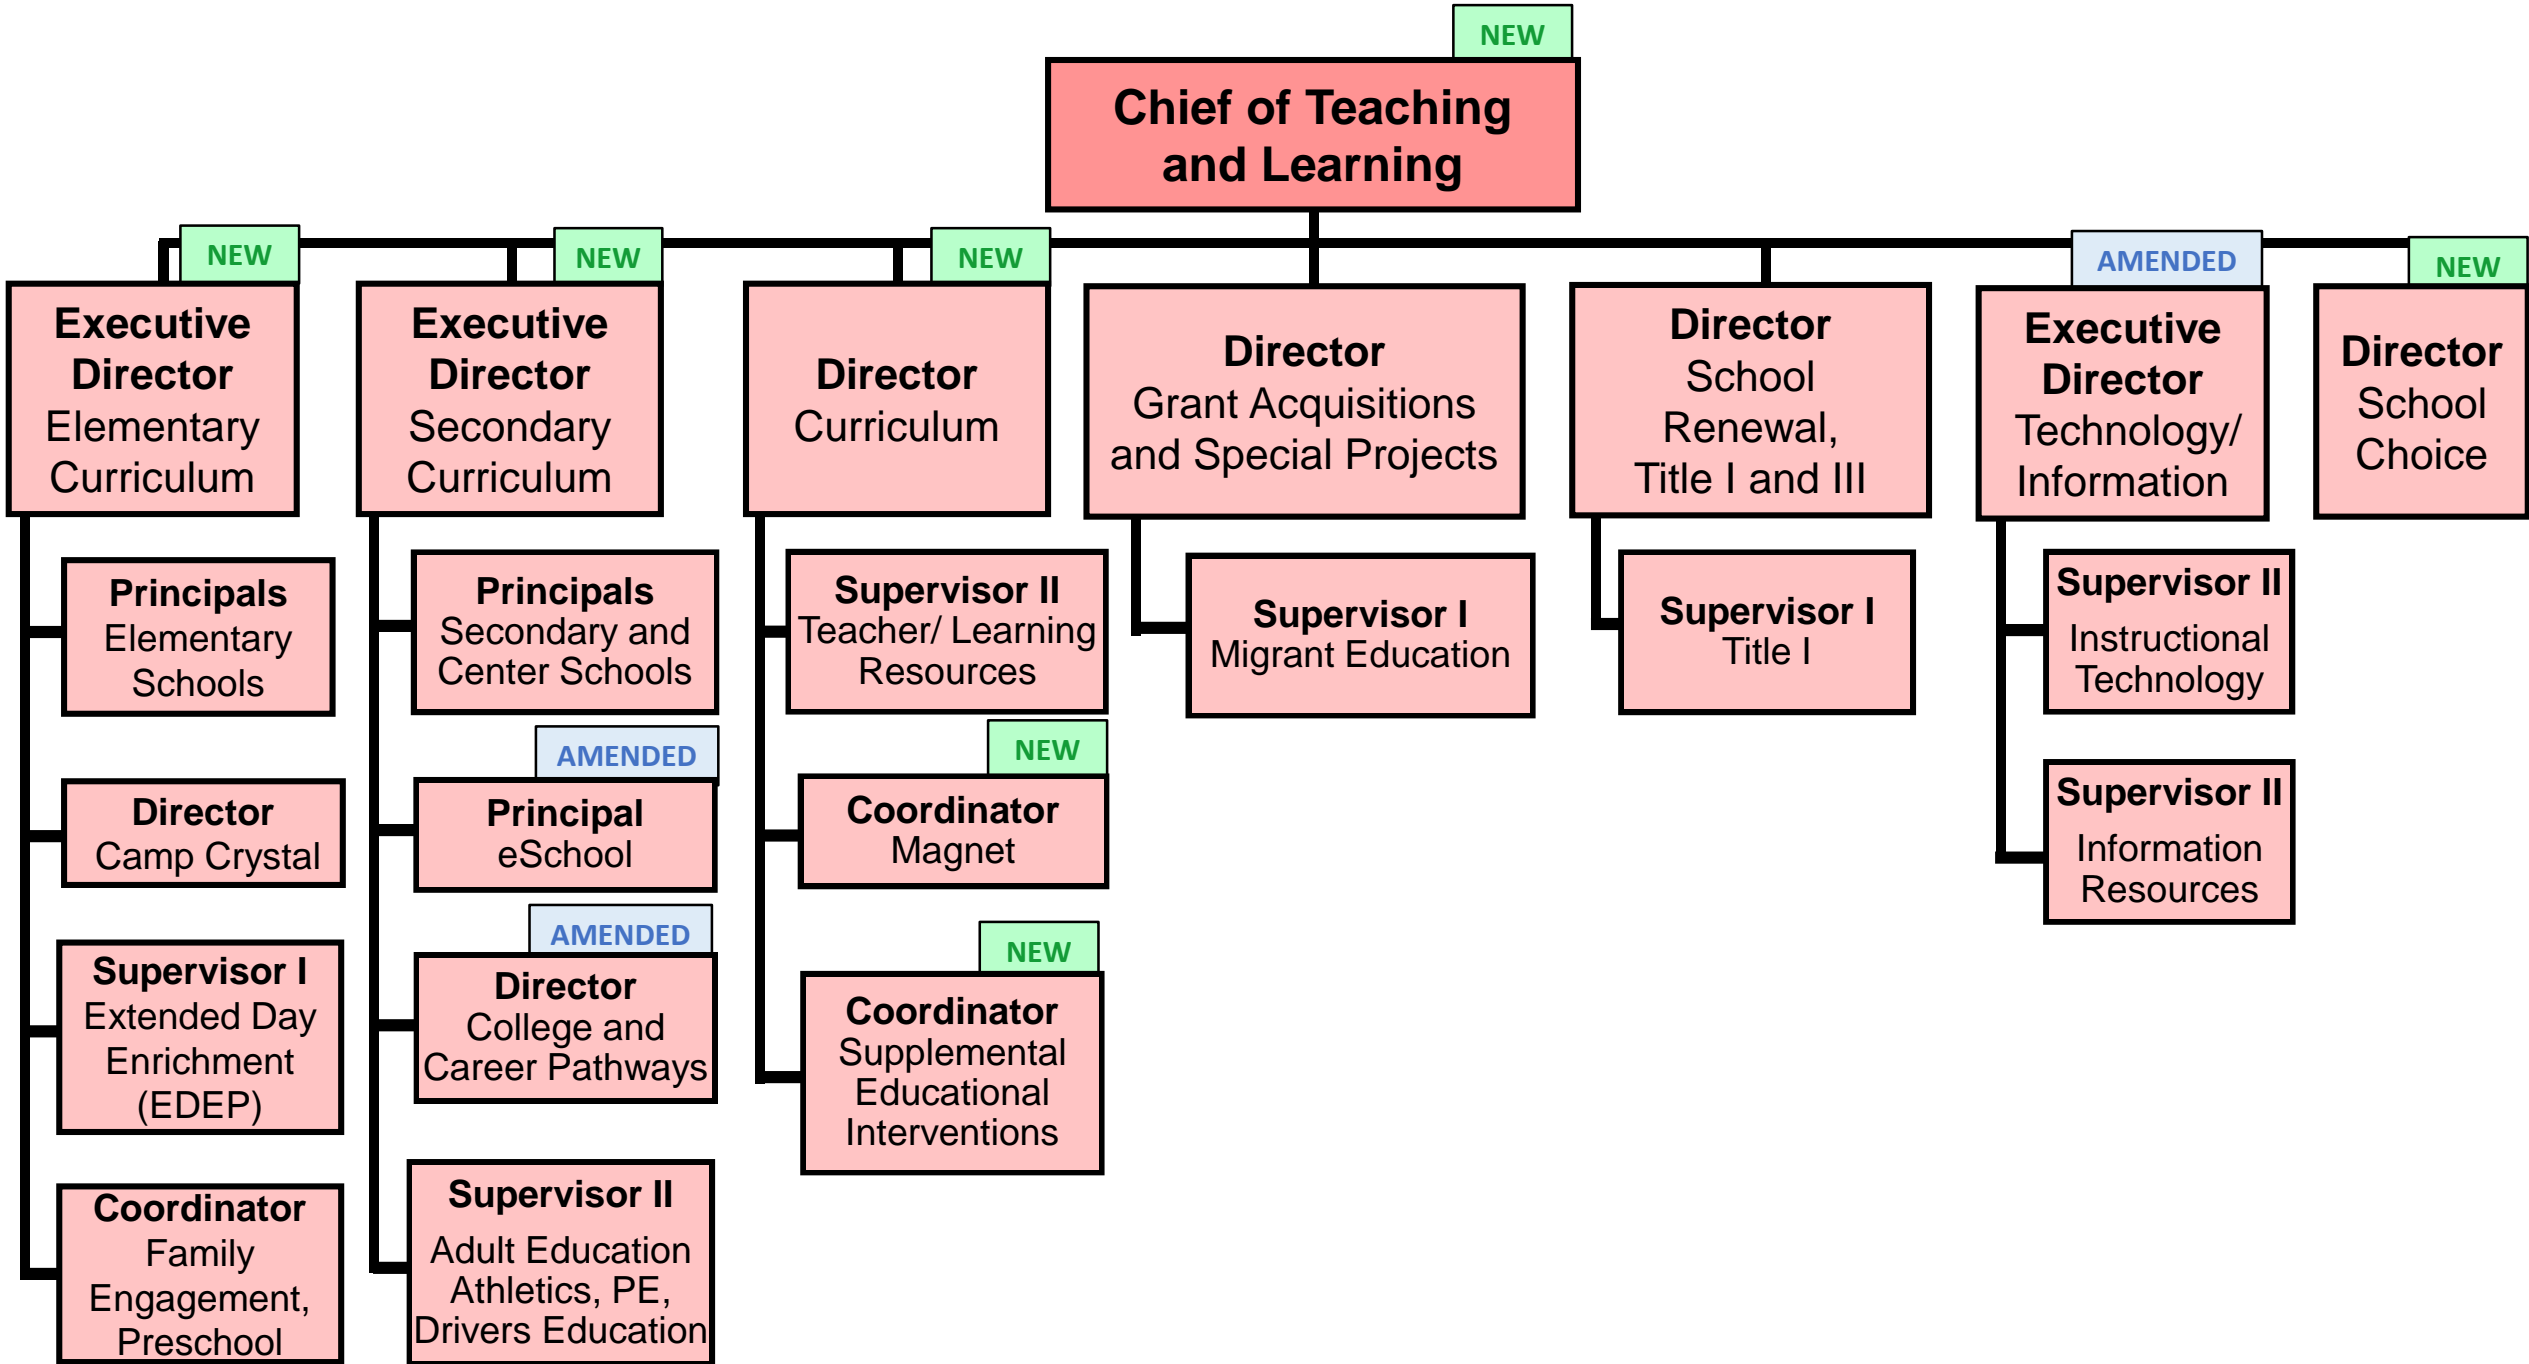 NEW
Chief of Teaching
and Learning
NEW
Executive
Director
Elementary
Curriculum
Principals
Elementary
Schools
Director
Camp Crystal
Supervisor I
Extended Day
Enrichment
(EDEP)
Coordinator
Family
Engagement,
Preschool
NEW
Executive
Director
Secondary
Curriculum
Principals
Secondary and
Center Schools
AMENDED
Principal
eSchool
AMENDED
Director
College and
Career Pathways
Supervisor II
Adult Education
Athletics, PE,
Drivers Education
NEW
Director
Curriculum
Supervisor II
Teacher/ Learning
Resources
NEW
Coordinator
Magnet
NEW
Coordinator
Supplemental
Educational
Interventions
Director
Grant Acquisitions
and Special Projects
Supervisor I
Migrant Education
Director
School
Renewal,
Title I and III
Supervisor I
Title I
AMENDED
Executive
Director
Technology/
Information
Supervisor II
Instructional
Technology
Supervisor II
Information
Resources
NEW
Director
School
Choice